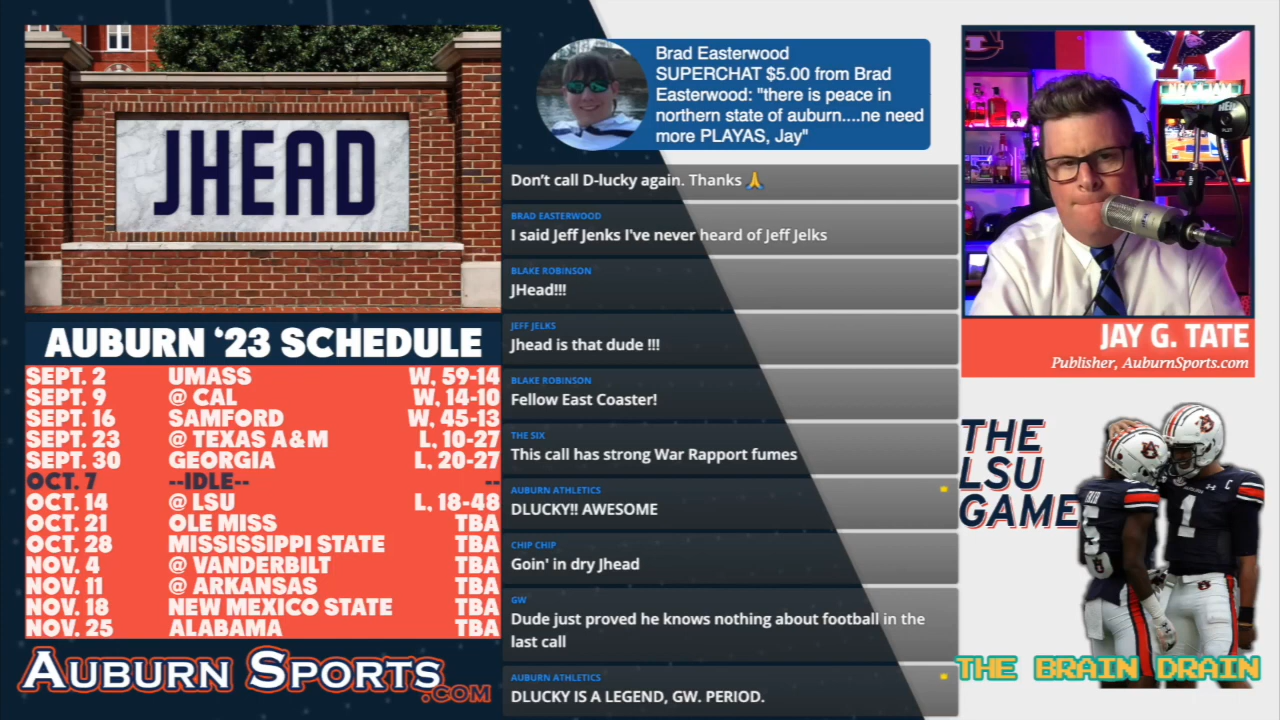 JHEAD
AUBURN ‘23 SCHEDULE
SEPT. 2 UMASS W, 59-14
SEPT. 9 @ CAL W, 14-10
SEPT. 16 SAMFORD W, 45-13
SEPT. 23 @ TEXAS A&M L, 10-27
SEPT. 30 GEORGIA L, 20-27
OCT. 7 --IDLE-- --
OCT. 14 @ LSU L, 18-48
OCT. 21 OLE MISS TBA
OCT. 28 MISSISSIPPI STATE TBA
NOV. 4 @ VANDERBILT TBA
NOV. 11 @ ARKANSAS TBA
NOV. 18 NEW MEXICO STATE TBA
NOV. 25 ALABAMA TBA
AUBURN SPORTS.COM
Brad Easterwood
SUPERCHAT $5.00 from Brad
Easterwood: "there is peace in
northern state of auburn....ne need
more PLAYAS, Jay"
Don’t call D-lucky again. Thanks 🙏
BRAD EASTERWOOD
I said Jeff Jenks I've never heard of Jeff Jelks
BLAKE ROBINSON
JHead!!!
JEFF JELKS
Jhead is that dude !!!
BLAKE ROBINSON
Fellow East Coaster!
THE SIX
This call has strong War Rapport fumes
AUBURN ATHLETICS
DLUCKY!! AWESOME
CHIP CHIP
Goin' in dry Jhead
GW
Dude just proved he knows nothing about football in the
last call
AUBURN ATHLETICS
DLUCKY IS A LEGEND, GW. PERIOD.
JAY G. TATE
Publisher, AuburnSports.com
THE
LSU
GAME
1
C
THE BRAIN DRAIN